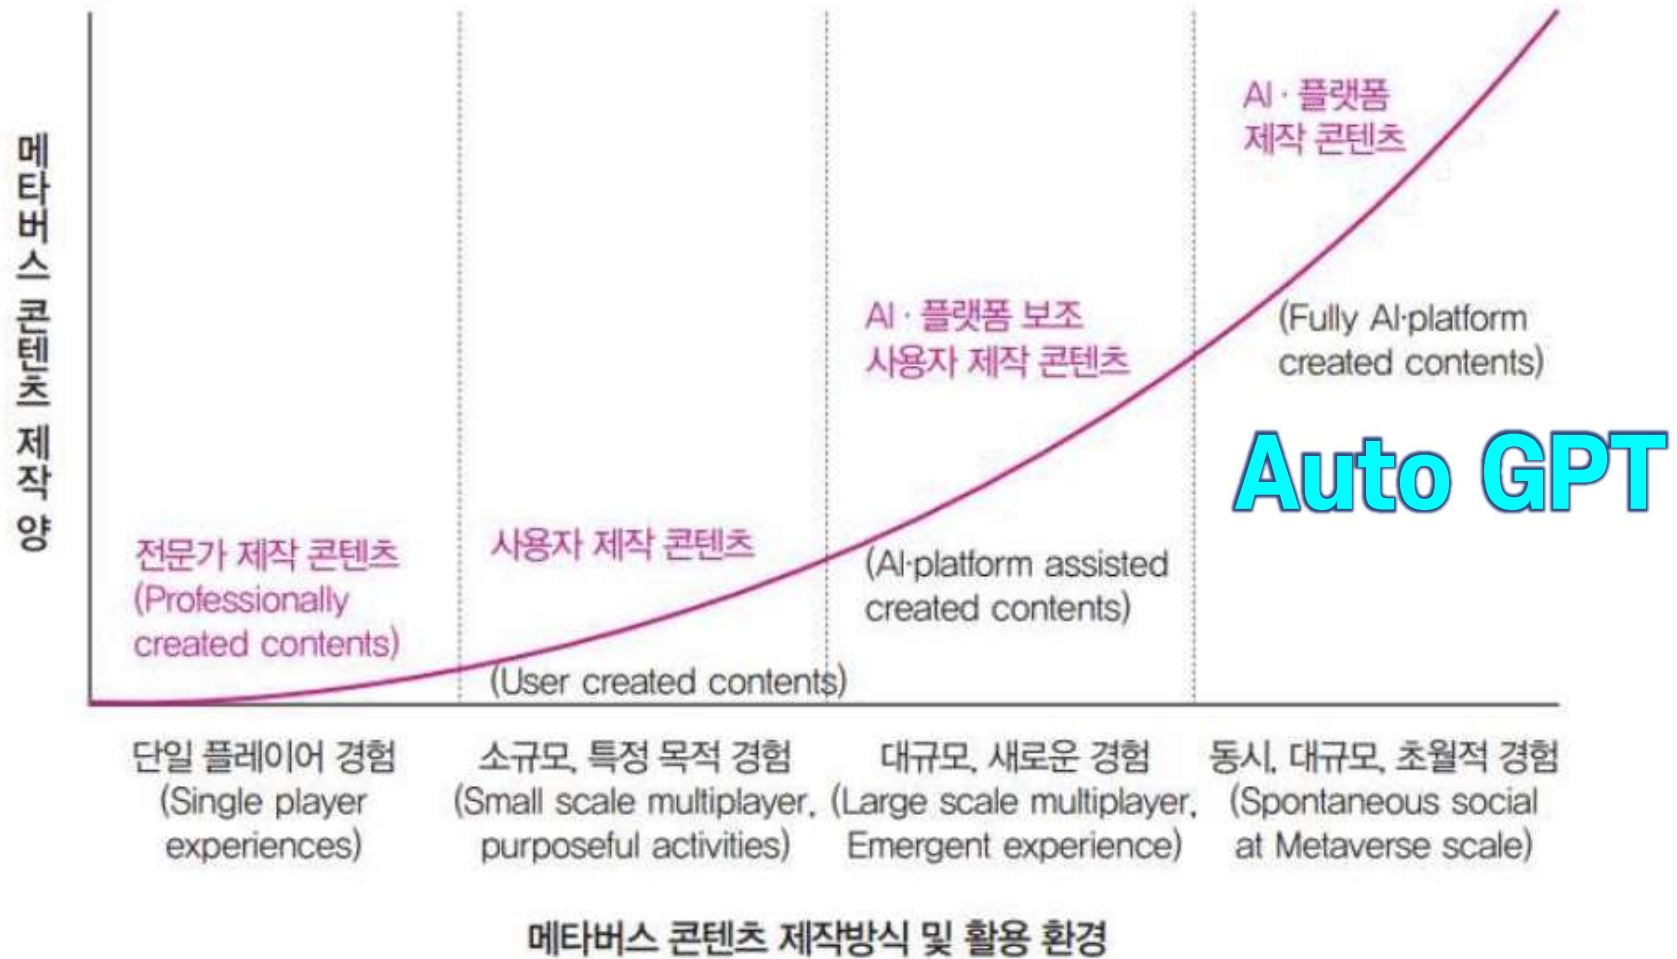 메타버스 콘텐츠 제작 양
전문가 제작 콘텐츠
(Professionally
created contents)
사용자 제작 콘텐츠
(User created contents)
AI · 플랫폼 보조
사용자 제작 콘텐츠
(AI·platform assisted
created contents)
AI · 플랫폼
제작 콘텐츠
(Fully AI·platform
created contents)
Auto GPT
단일 플레이어 경험
(Single player
experiences)
소규모, 특정 목적 경험
(Small scale multiplayer,
purposeful activities)
대규모, 새로운 경험
(Large scale multiplayer,
Emergent experience)
동시, 대규모, 초월적 경험
(Spontaneous social
at Metaverse scale)
메타버스 콘텐츠 제작방식 및 활용 환경